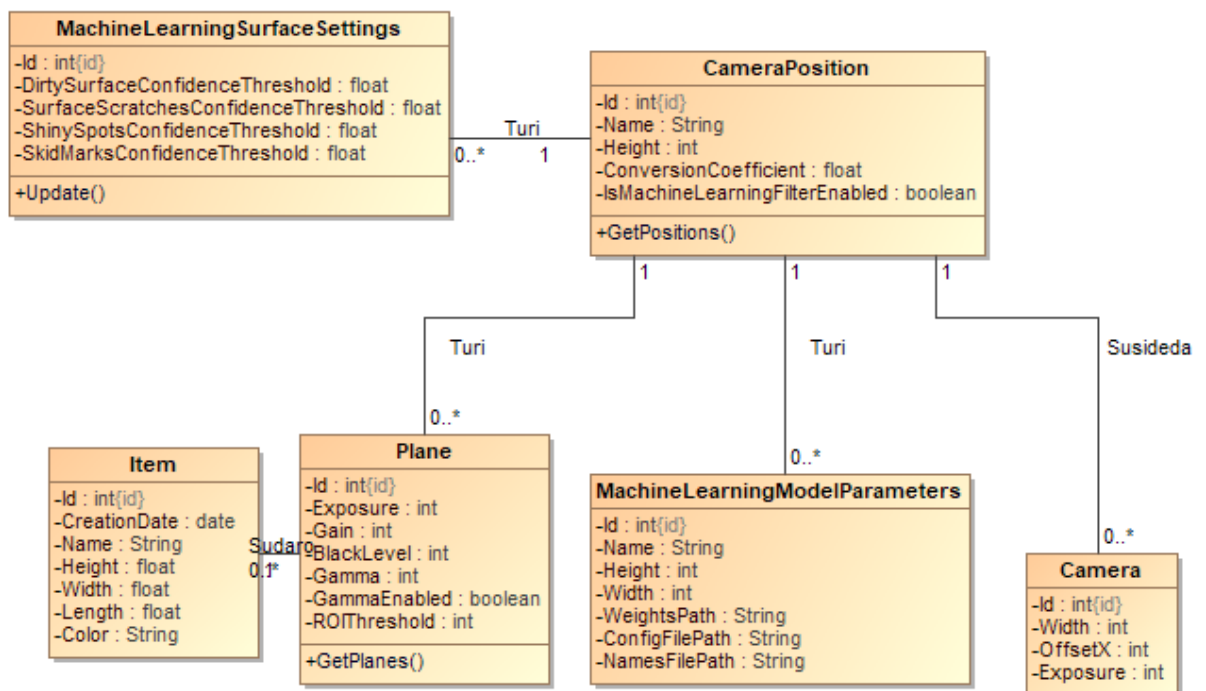 MachineLearningSurfaceSettings
-Id : int{id}
-DirtySurfaceConfidenceThreshold : float
-SurfaceScratchesConfidenceThreshold : float
-ShinySpotsConfidenceThreshold : float
-SkidMarksConfidenceThreshold : float
+Update()
Turi
0..*
1
CameraPosition
-Id : int{id}
-Name : String
-Height : int
-ConversionCoefficient : float
-IsMachineLearningFilterEnabled : boolean
+GetPositions()
1
1
1
Turi
Turi
Susideda
0..*
0..*
0..*
Item
-Id : int{id}
-CreationDate : date
-Name : String
-Height : float
-Width : float
-Length : float
-Color : String
Sudaro
Plane
-Id : int{id}
-Exposure : int
-Gain : int
-BlackLevel : int
-Gamma : int
-GammaEnabled : boolean
-ROIThreshold : int
+GetPlanes()
MachineLearningModelParameters
-Id : int{id}
-Name : String
-Height : int
-Width : int
-WeightsPath : String
-ConfigFilePath : String
-NamesFilePath : String
Camera
-Id : int{id}
-Width : int
-OffsetX : int
-Exposure : int